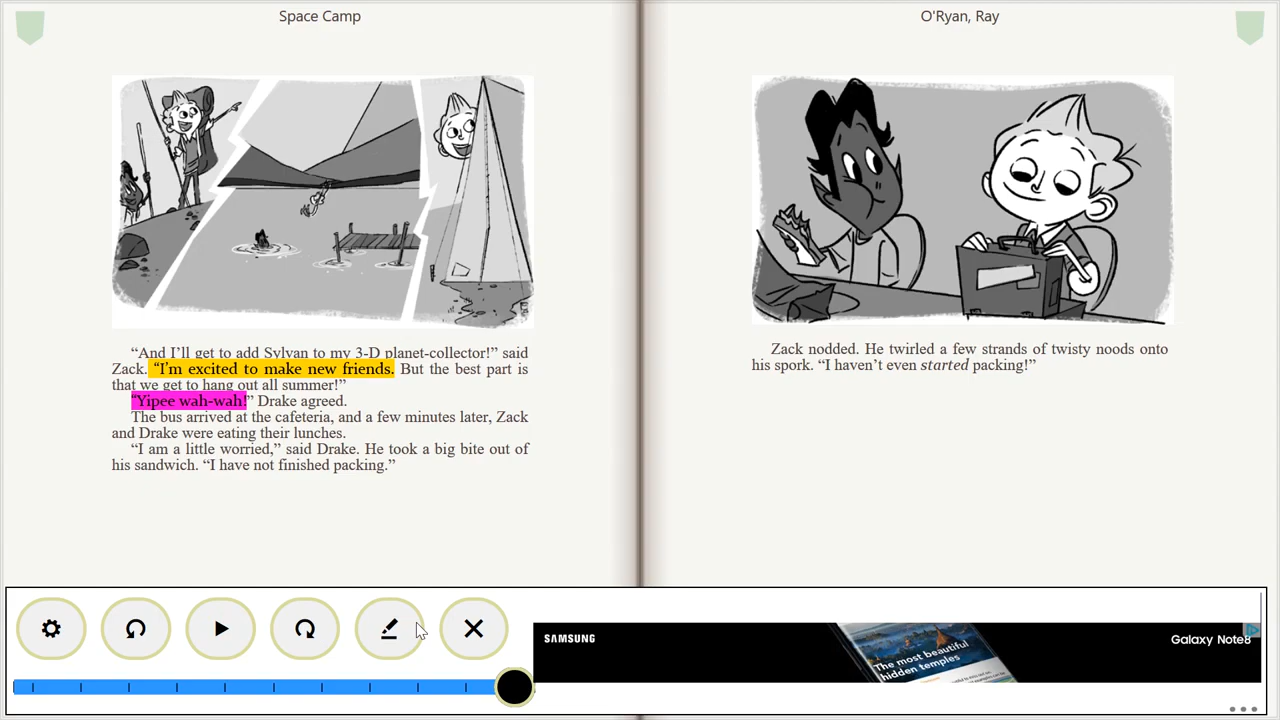 Space Camp
O'Ryan, Ray
“And I’ll get to add Sylvan to my 3-D planet-collector!” said
Zack. “I’m excited to make new friends. But the best part is
that we get to hang out all summer!”
“Yipee wah-wah!” Drake agreed.
The bus arrived at the cafeteria, and a few minutes later, Zack
and Drake were eating their lunches.
“I am a little worried,” said Drake. He took a big bite out of
his sandwich. “I have not finished packing.”
Zack nodded. He twirled a few strands of twisty noods onto
his spork. “I haven’t even started packing!”
SAMSUNG
The most beautiful
hidden temples
Galaxy Note8